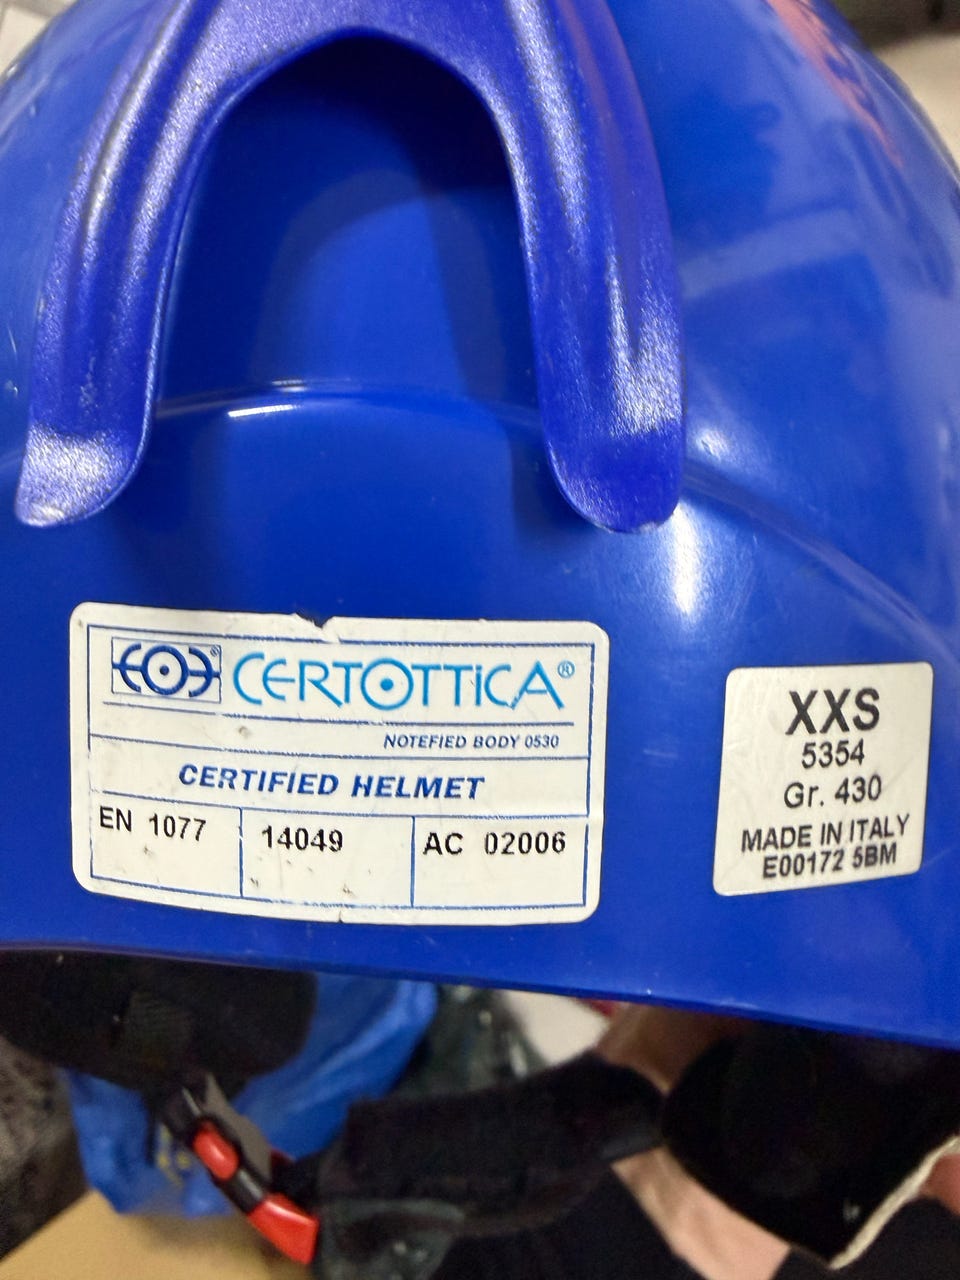 CERTOTTICA®
NOTEFIED BODY 0530
CERTIFIED HELMET
EN 1077
14049
AC 02006
XXS
5354
Gr. 430
MADE IN ITALY
E00172 5BM